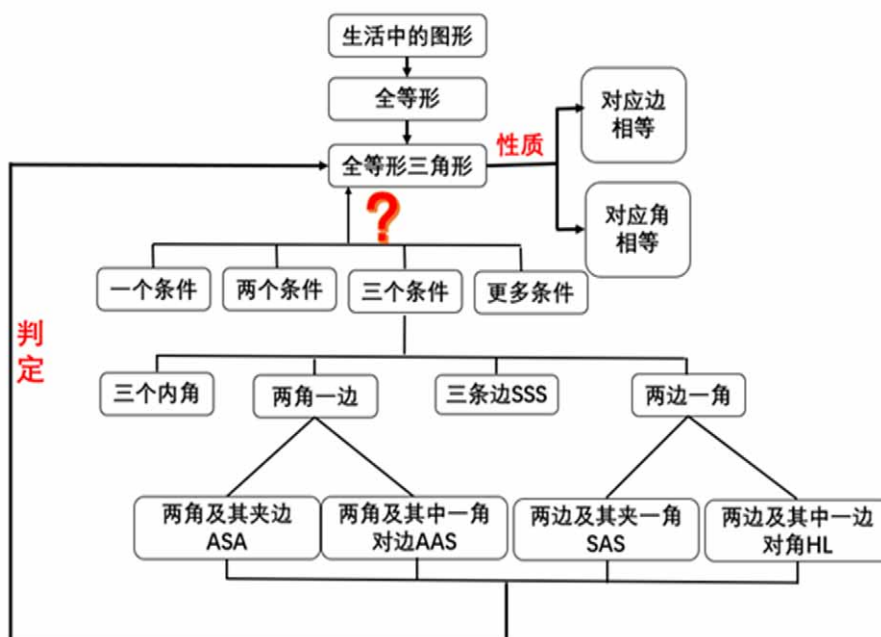 生活中的图形
全等形
全等形三角形
性质
对应边
相等
对应角
相等
?
一个条件
两个条件
三个条件
更多条件
判
定
三个内角
两角一边
三条边SSS
两边一角
两角及其夹边
ASA
两角及其中一角
对边AAS
两边及其夹一角
SAS
两边及其中一边
对角HL